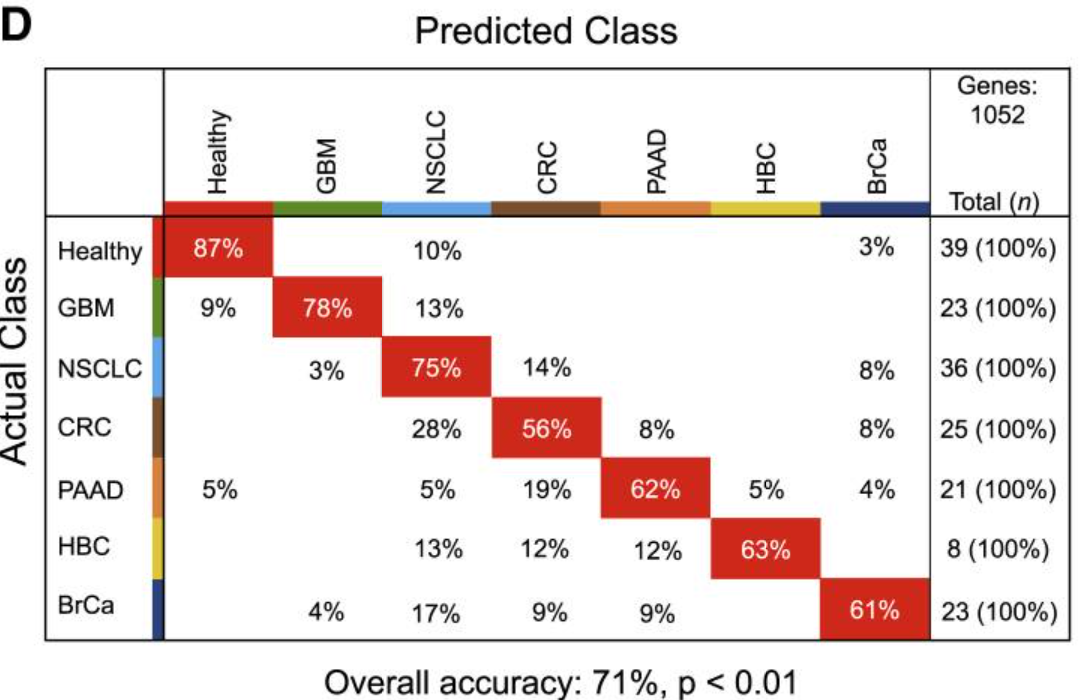 D
Predicted Class
Healthy GBM NSCLC CRC PAAD HBC BrCa
Genes:
1052
Total (n)
Actual Class
Healthy 87% 10% 3% 39 (100%)
GBM 9% 78% 13% 23 (100%)
NSCLC 3% 75% 14% 8% 36 (100%)
CRC 28% 56% 8% 8% 25 (100%)
PAAD 5% 5% 19% 62% 5% 4% 21 (100%)
HBC 13% 12% 12% 63% 8 (100%)
BrCa 4% 17% 9% 9% 61% 23 (100%)
Overall accuracy: 71%, p < 0.01